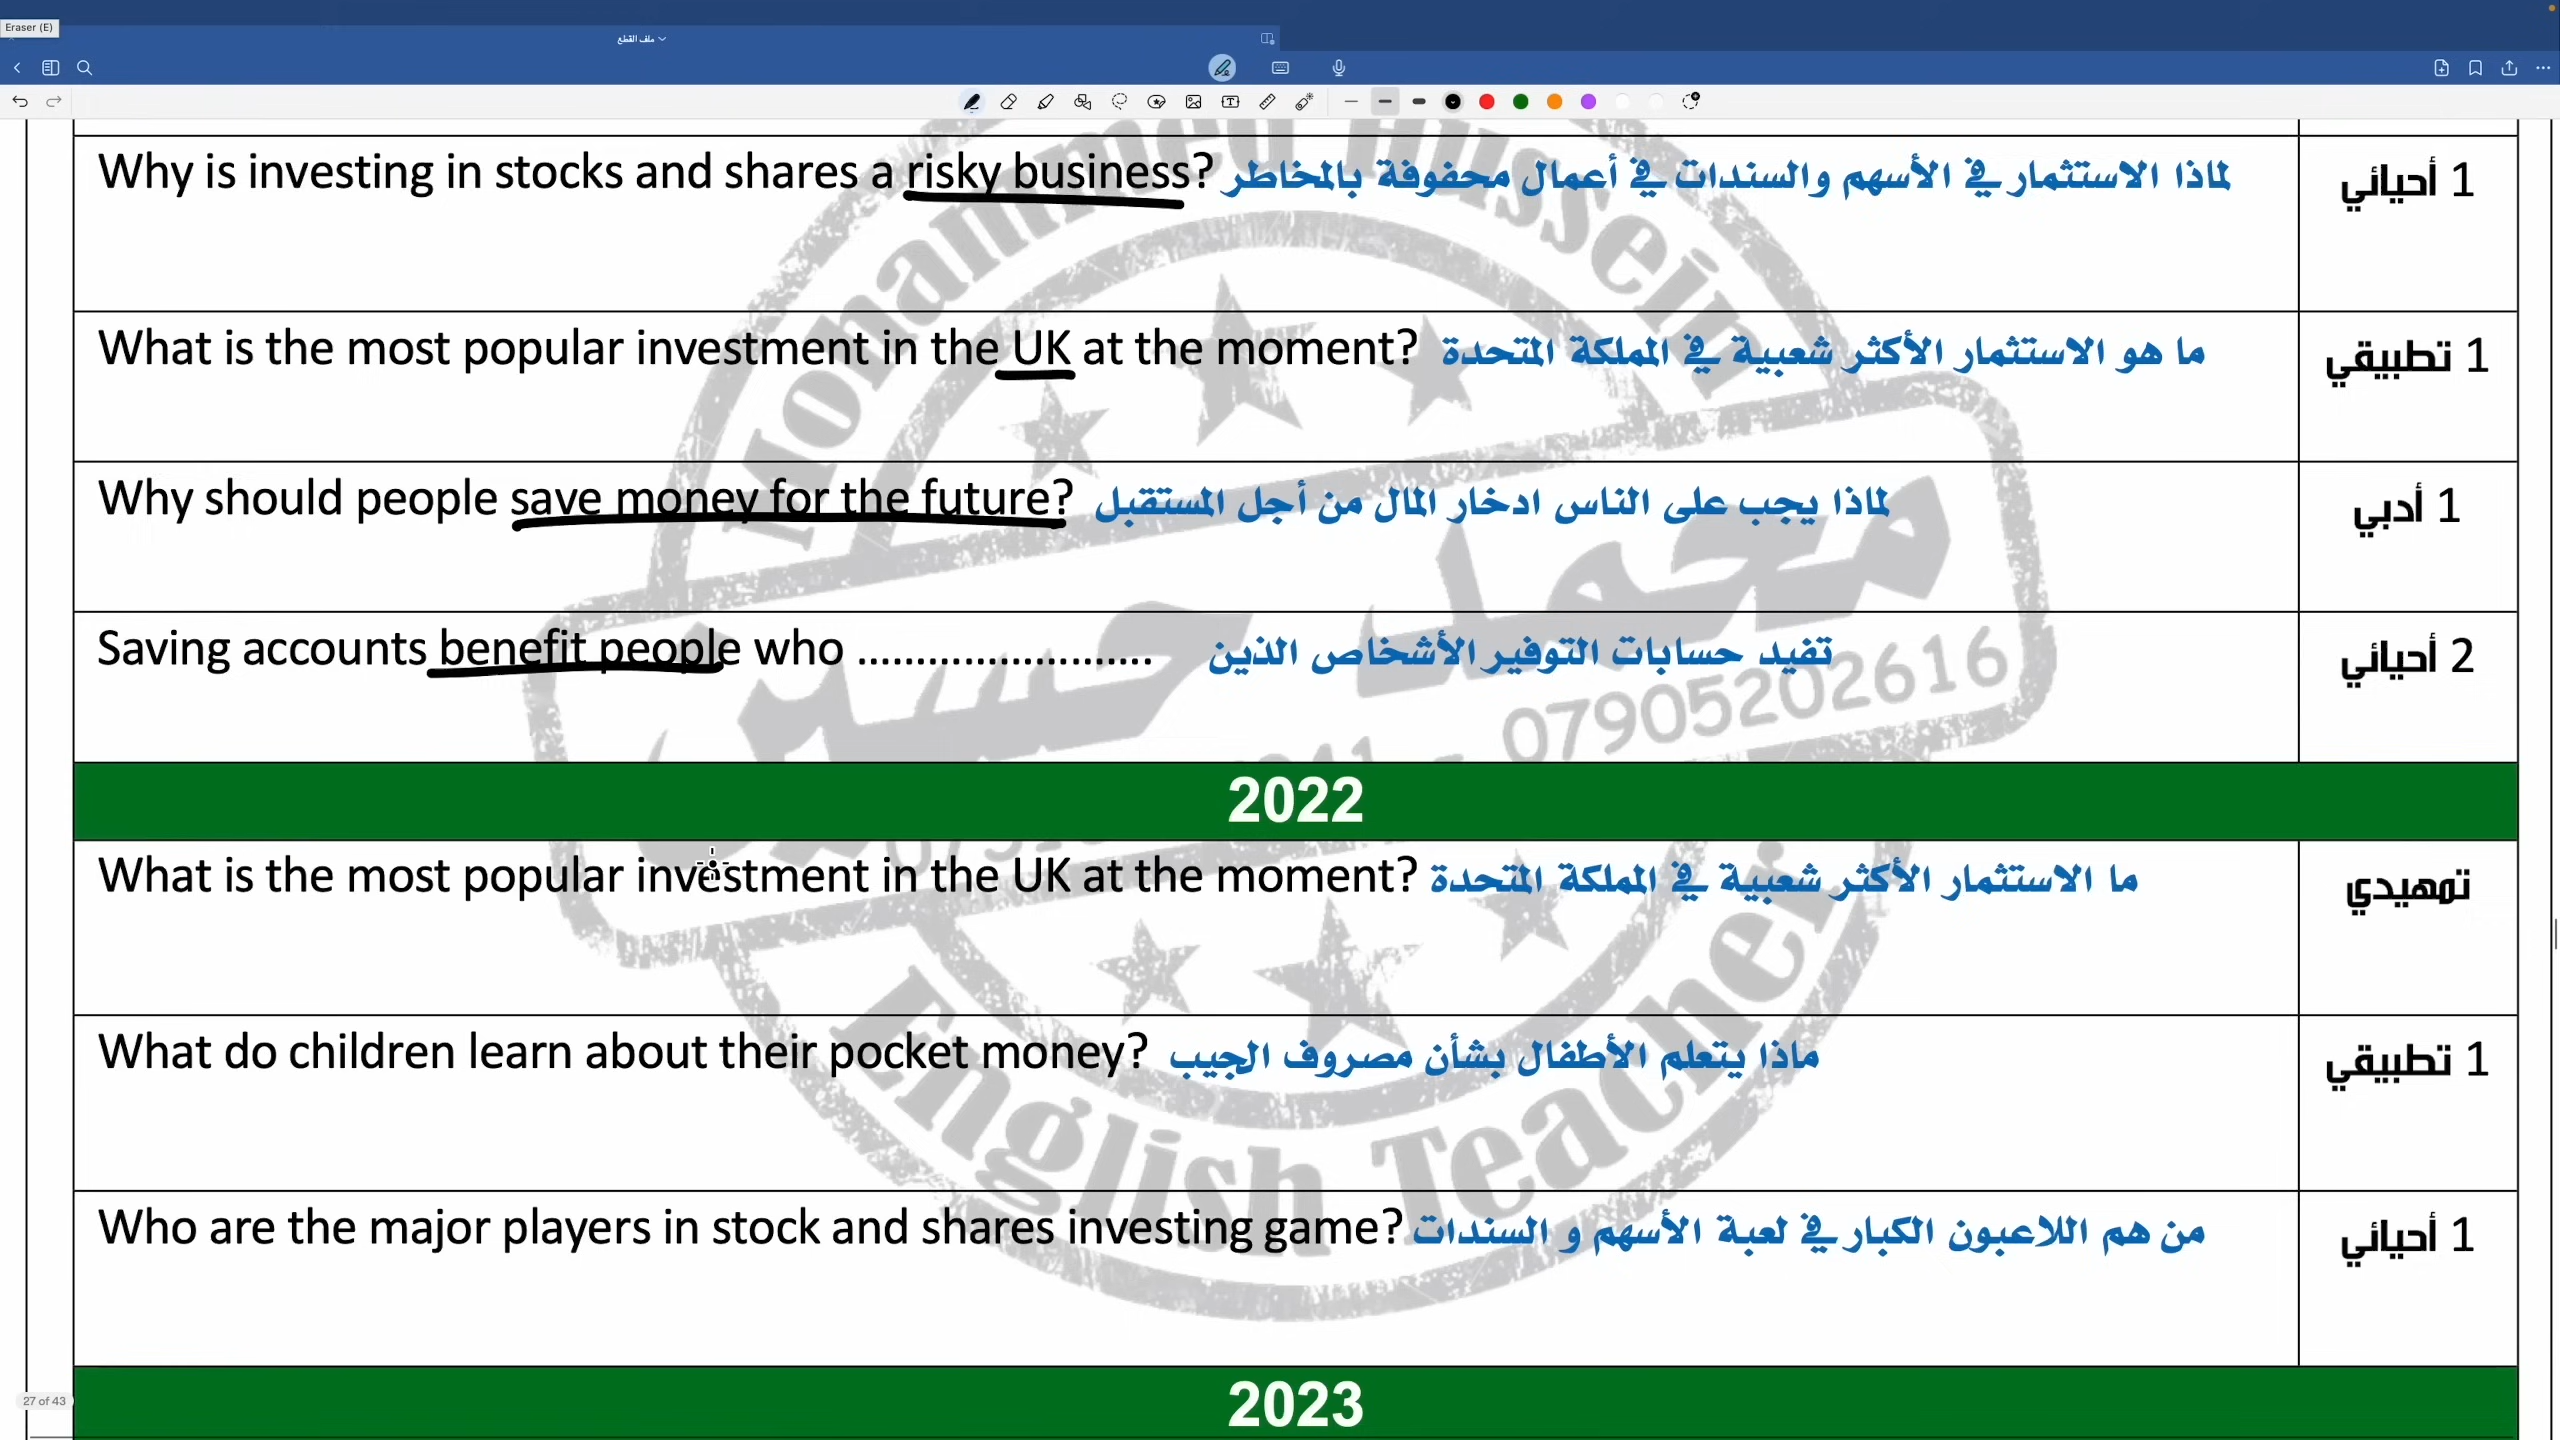 Eraser (E)
ملف القطع
Why is investing in stocks and shares a risky business? لماذا الاستثمار في الأسهم والسندات في أعمال محفوفة بالمخاطر
1 أحيائي
What is the most popular investment in the UK at the moment? ما هو الاستثمار الأكثر شعبية في المملكة المتحدة
1 تطبيقي
Why should people save money for the future? لماذا يجب على الناس ادخار المال من أجل المستقبل
1 أدبي
Saving accounts benefit people who ......................... تفيد حسابات التوفير الأشخاص الذين
2 أحيائي
2022
What is the most popular investment in the UK at the moment? ما الاستثمار الأكثر شعبية في المملكة المتحدة
تمهيدي
What do children learn about their pocket money? ماذا يتعلم الأطفال بشأن مصروف الجيب
1 تطبيقي
Who are the major players in stock and shares investing game? من هم اللاعبون الكبار في لعبة الأسهم و السندات
1 أحيائي
2023
27 of 43
Mohammed Hussein
محمد حسين
07905202616
English Teacher